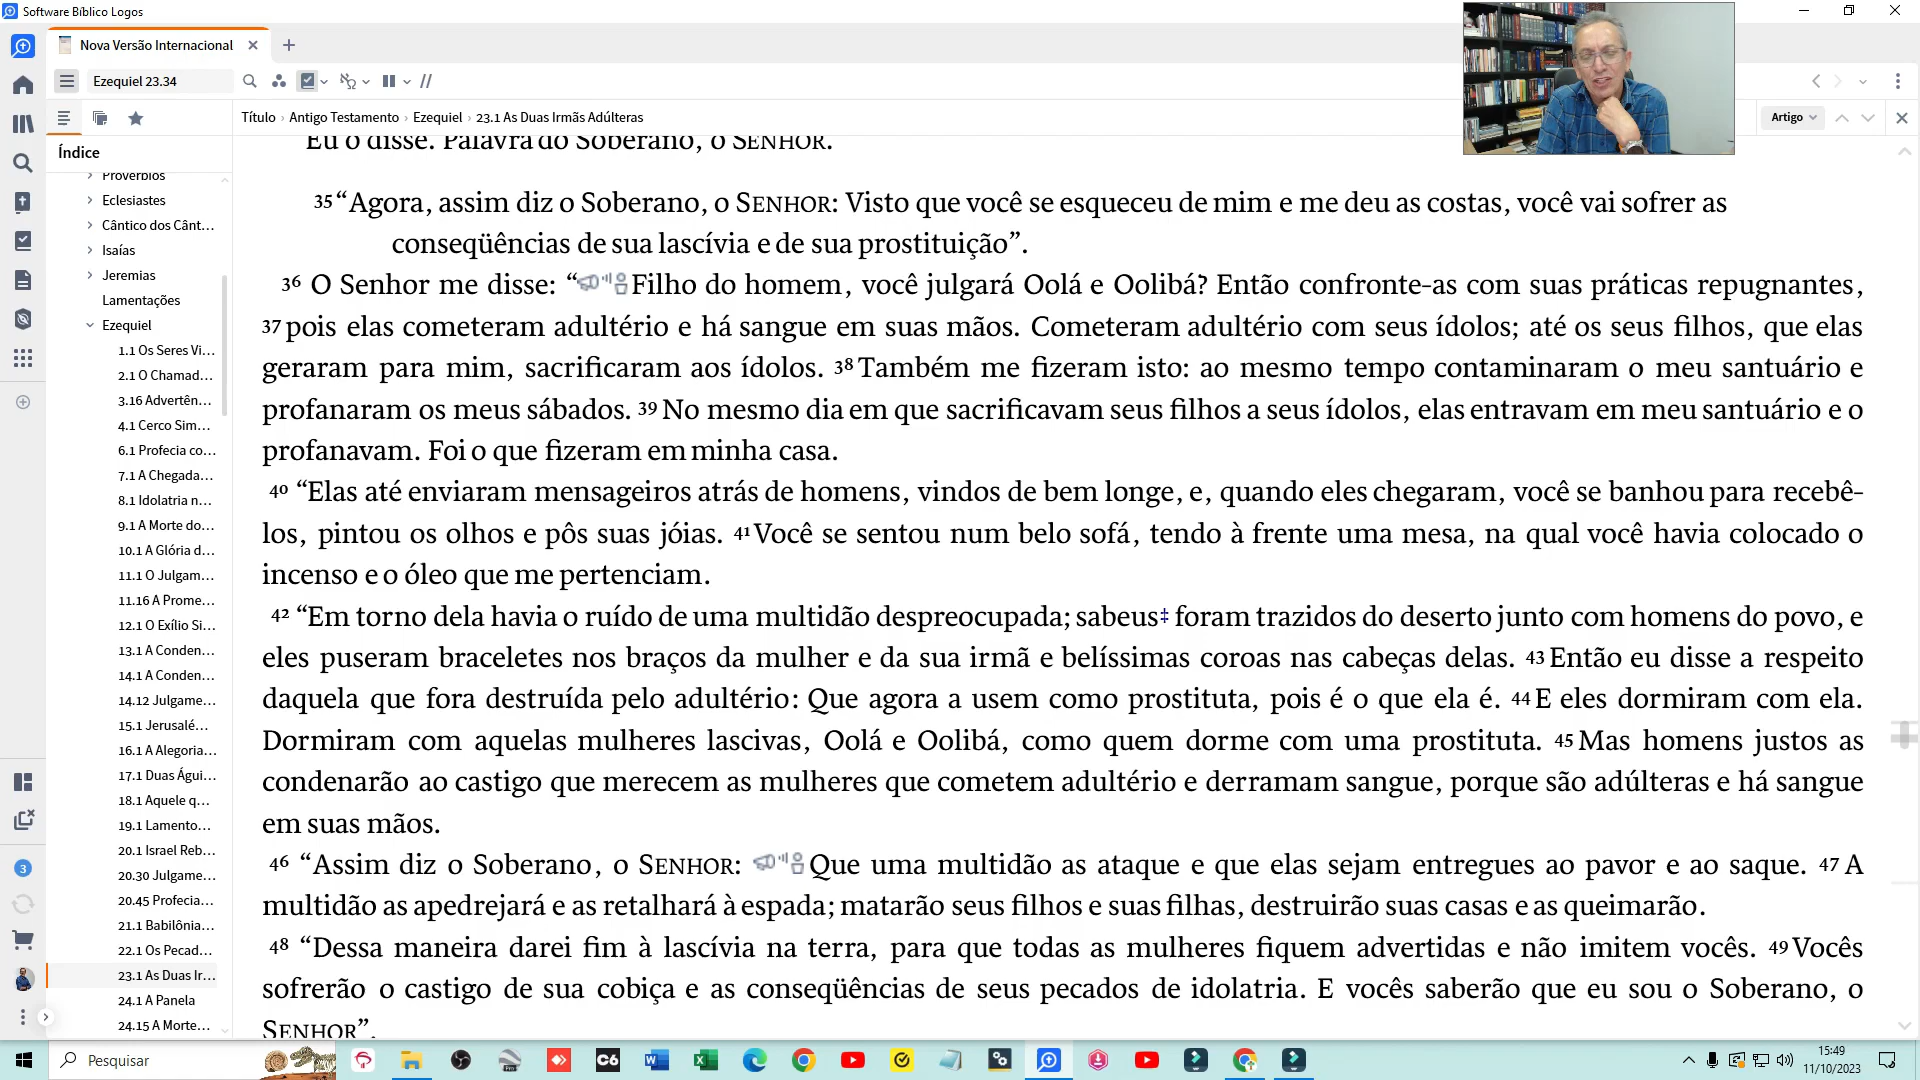 Software Bíblico Logos
Nova Versão Internacional
Ezequiel 23.34
Título › Antigo Testamento › Ezequiel › 23.1 As Duas Irmãs Adúlteras
Artigo
Índice
Provérbios
Eclesiastes
Cântico dos Cânt...
Isaías
Jeremias
Lamentações
Ezequiel
1.1 Os Seres Vi...
2.1 O Chamad...
3.16 Advertên...
4.1 Cerco Sim...
6.1 Profecia co...
7.1 A Chegada...
8.1 Idolatria n...
9.1 A Morte do...
10.1 A Glória d...
11.1 O Julgam...
11.16 A Prome...
12.1 O Exílio Si...
13.1 A Conden...
14.1 A Conden...
14.12 Julgame...
15.1 Jerusalé...
16.1 A Alegoria...
17.1 Duas Águi...
18.1 Aquele q...
19.1 Lamento...
20.1 Israel Reb...
20.30 Julgame...
20.45 Profecia...
21.1 Babilônia...
22.1 Os Pecad...
23.1 As Duas Ir...
24.1 A Panela
24.15 A Morte...
3
Eu o disse. Palavra do Soberano, o SENHOR.
35 “Agora, assim diz o Soberano, o SENHOR: Visto que você se esqueceu de mim e me deu as costas, você vai sofrer as
conseqüências de sua lascívia e de sua prostituição”.
36 O Senhor me disse: “Filho do homem, você julgará Oolá e Oolibá? Então confronte-as com suas práticas repugnantes,
37 pois elas cometeram adultério e há sangue em suas mãos. Cometeram adultério com seus ídolos; até os seus filhos, que elas
geraram para mim, sacrificaram aos ídolos. 38 Também me fizeram isto: ao mesmo tempo contaminaram o meu santuário e
profanaram os meus sábados. 39 No mesmo dia em que sacrificavam seus filhos a seus ídolos, elas entravam em meu santuário e o
profanavam. Foi o que fizeram em minha casa.
40 “Elas até enviaram mensageiros atrás de homens, vindos de bem longe, e, quando eles chegaram, você se banhou para recebê-
los, pintou os olhos e pôs suas jóias. 41 Você se sentou num belo sofá, tendo à frente uma mesa, na qual você havia colocado o
incenso e o óleo que me pertenciam.
42 “Em torno dela havia o ruído de uma multidão despreocupada; sabeus‡ foram trazidos do deserto junto com homens do povo, e
eles puseram braceletes nos braços da mulher e da sua irmã e belíssimas coroas nas cabeças delas. 43 Então eu disse a respeito
daquela que fora destruída pelo adultério: Que agora a usem como prostituta, pois é o que ela é. 44 E eles dormiram com ela.
Dormiram com aquelas mulheres lascivas, Oolá e Oolibá, como quem dorme com uma prostituta. 45 Mas homens justos as
condenarão ao castigo que merecem as mulheres que cometem adultério e derramam sangue, porque são adúlteras e há sangue
em suas mãos.
46 “Assim diz o Soberano, o SENHOR: Que uma multidão as ataque e que elas sejam entregues ao pavor e ao saque. 47 A
multidão as apedrejará e as retalhará à espada; matarão seus filhos e suas filhas, destruirão suas casas e as queimarão.
48 “Dessa maneira darei fim à lascívia na terra, para que todas as mulheres fiquem advertidas e não imitem vocês. 49 Vocês
sofrerão o castigo de sua cobiça e as conseqüências de seus pecados de idolatria. E vocês saberão que eu sou o Soberano, o
SENHOR”.
Pesquisar
C6
15:49
11/10/2023